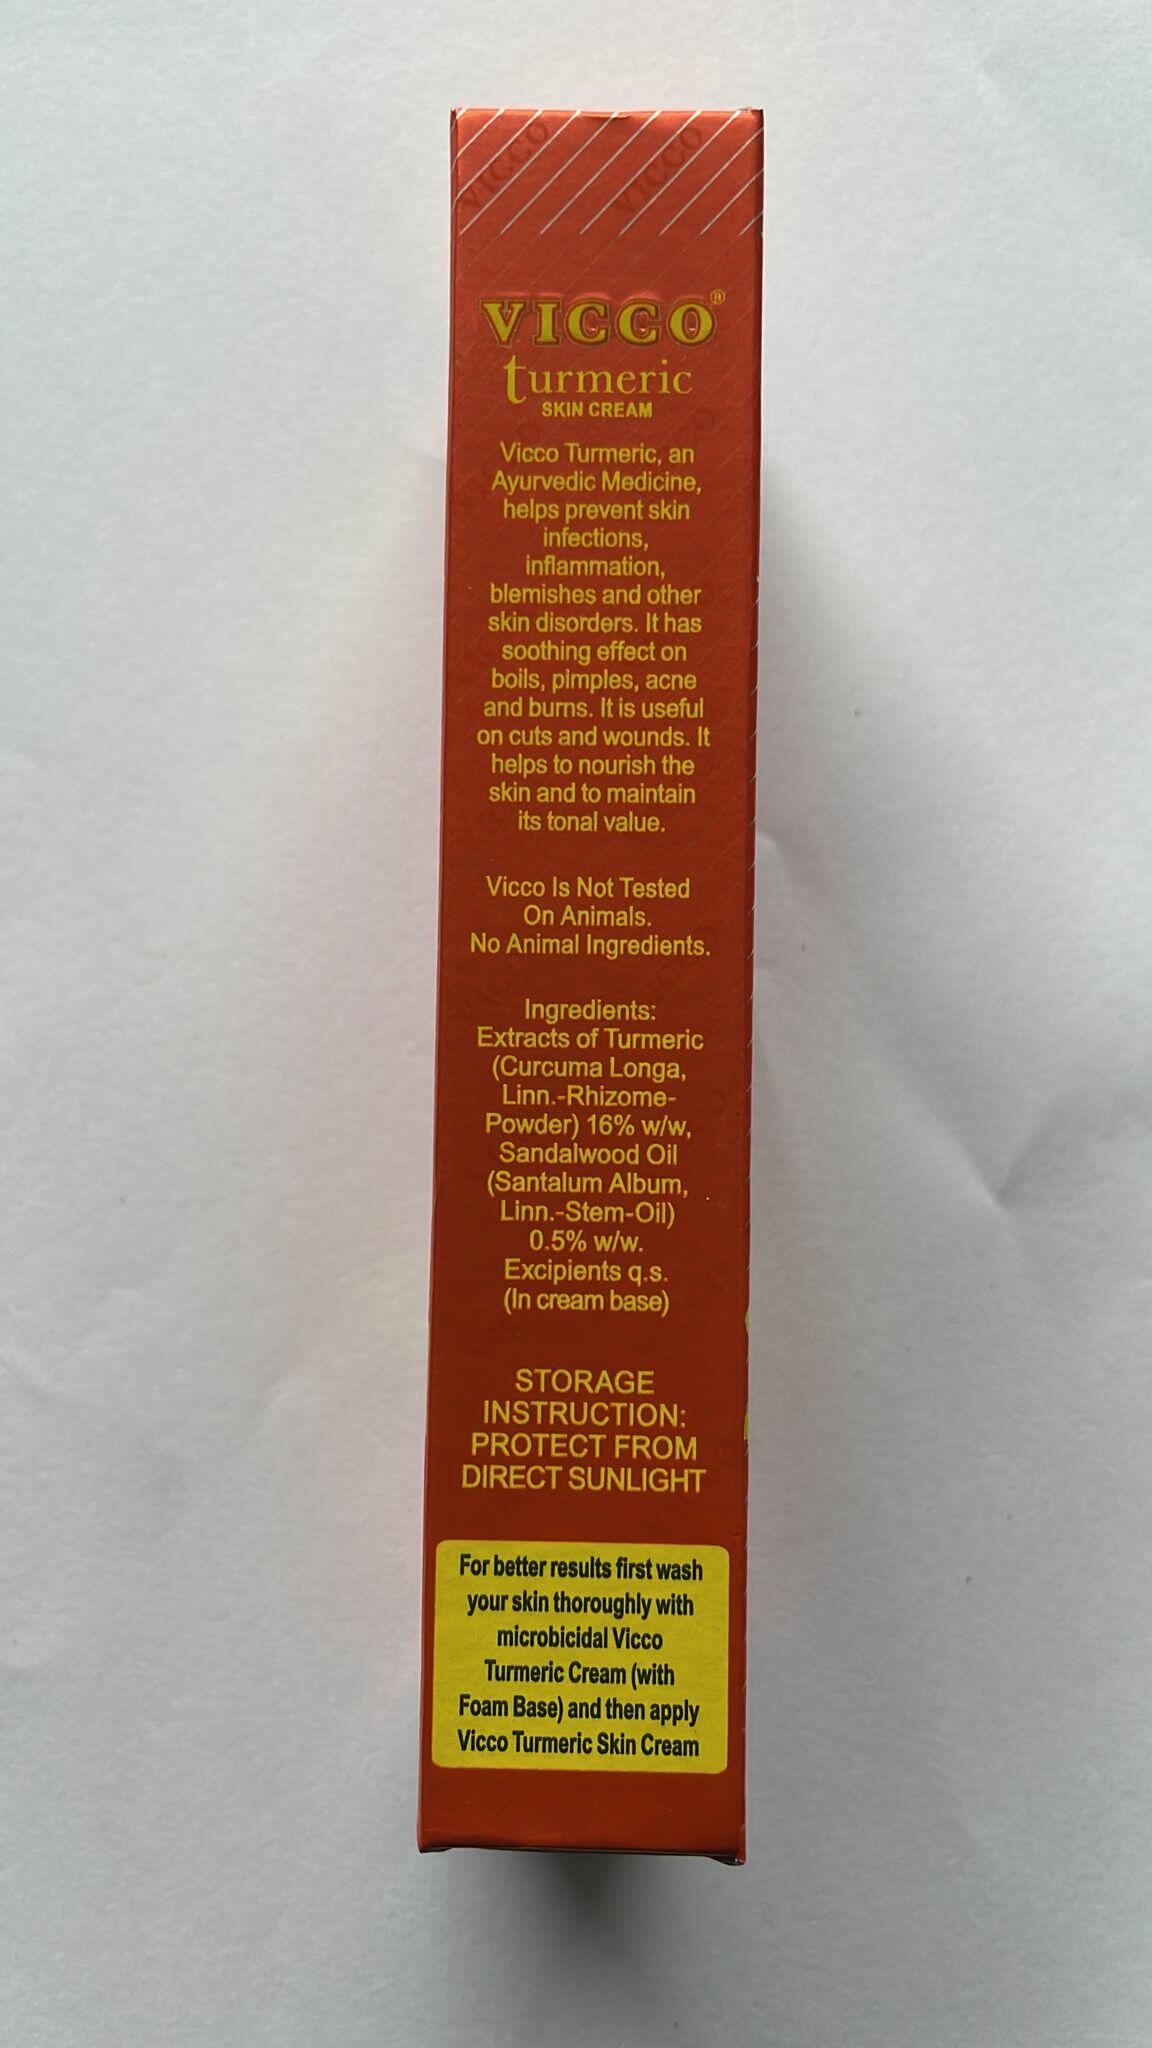 VICCO VICCO
VICCO®
turmeric
SKIN CREAM
Vicco Turmeric, an
Ayurvedic Medicine,
helps prevent skin
infections,
inflammation,
blemishes and other
skin disorders. It has
soothing effect on
boils, pimples, acne
and burns. It is useful
on cuts and wounds. It
helps to nourish the
skin and to maintain
its tonal value.
Vicco Is Not Tested
On Animals.
No Animal Ingredients.
Ingredients:
Extracts of Turmeric
(Curcuma Longa,
Linn.-Rhizome-
Powder) 16% w/w,
Sandalwood Oil
(Santalum Album,
Linn.-Stem-Oil)
0.5% w/w.
Excipients q.s.
(In cream base)
STORAGE
INSTRUCTION:
PROTECT FROM
DIRECT SUNLIGHT
For better results first wash
your skin thoroughly with
microbicidal Vicco
Turmeric Cream (with
Foam Base) and then apply
Vicco Turmeric Skin Cream